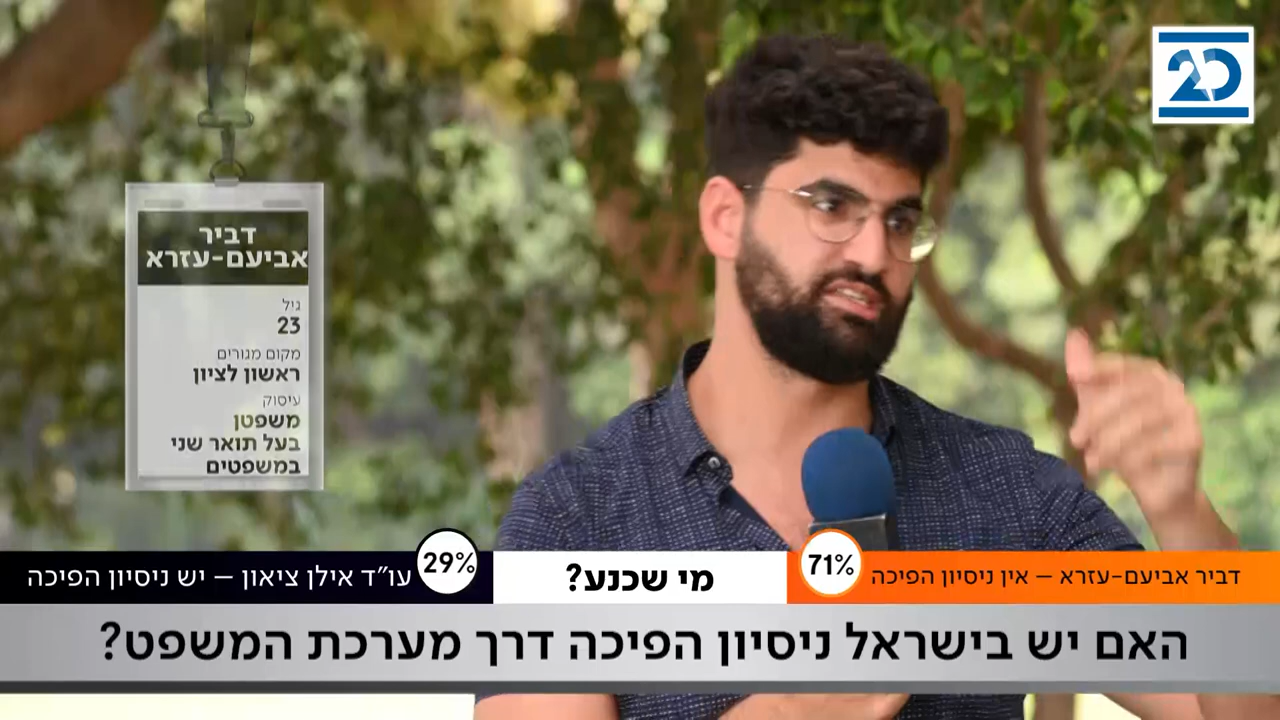 20
דביר
אביעם-עזרא
גיל
23
מקום מגורים
ראשון לציון
עיסוק
משפטן
בעל תואר שני
במשפטים
דביר אביעם-עזרא – אין ניסיון הפיכה 71%
מי שכנע?
29% עו״ד אילן ציאון – יש ניסיון הפיכה
האם יש בישראל ניסיון הפיכה דרך מערכת המשפט?